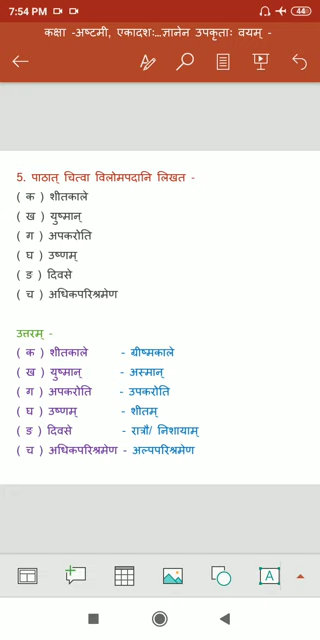 7:54 PM
44
कक्षा -अष्टमी, एकादशः...ज्ञानेन उपकृताः वयम् -
5. पाठात् चित्वा विलोमपदानि लिखत -
( क ) शीतकाले
( ख ) युष्मान्
( ग ) अपकरोति
( घ ) उष्णम्
( ङ ) दिवसे
( च ) अधिकपरिश्रमेण
उत्तरम् -
( क ) शीतकाले - ग्रीष्मकाले
( ख ) युष्मान् - अस्मान्
( ग ) अपकरोति - उपकरोति
( घ ) उष्णम् - शीतम्
( ङ ) दिवसे - रात्रौ/ निशायाम्
( च ) अधिकपरिश्रमेण - अल्पपरिश्रमेण
A